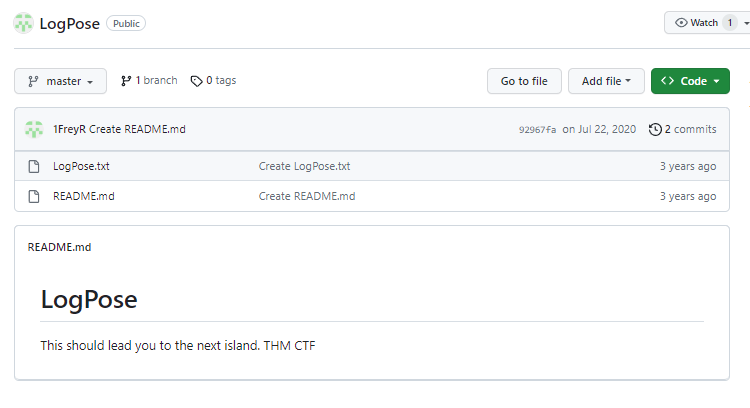 LogPose Public Watch 1
master 1 branch 0 tags Go to file Add file Code
1FreyR Create README.md 92967fa on Jul 22, 2020 2 commits
LogPose.txt Create LogPose.txt 3 years ago
README.md Create README.md 3 years ago
README.md
LogPose
This should lead you to the next island. THM CTF